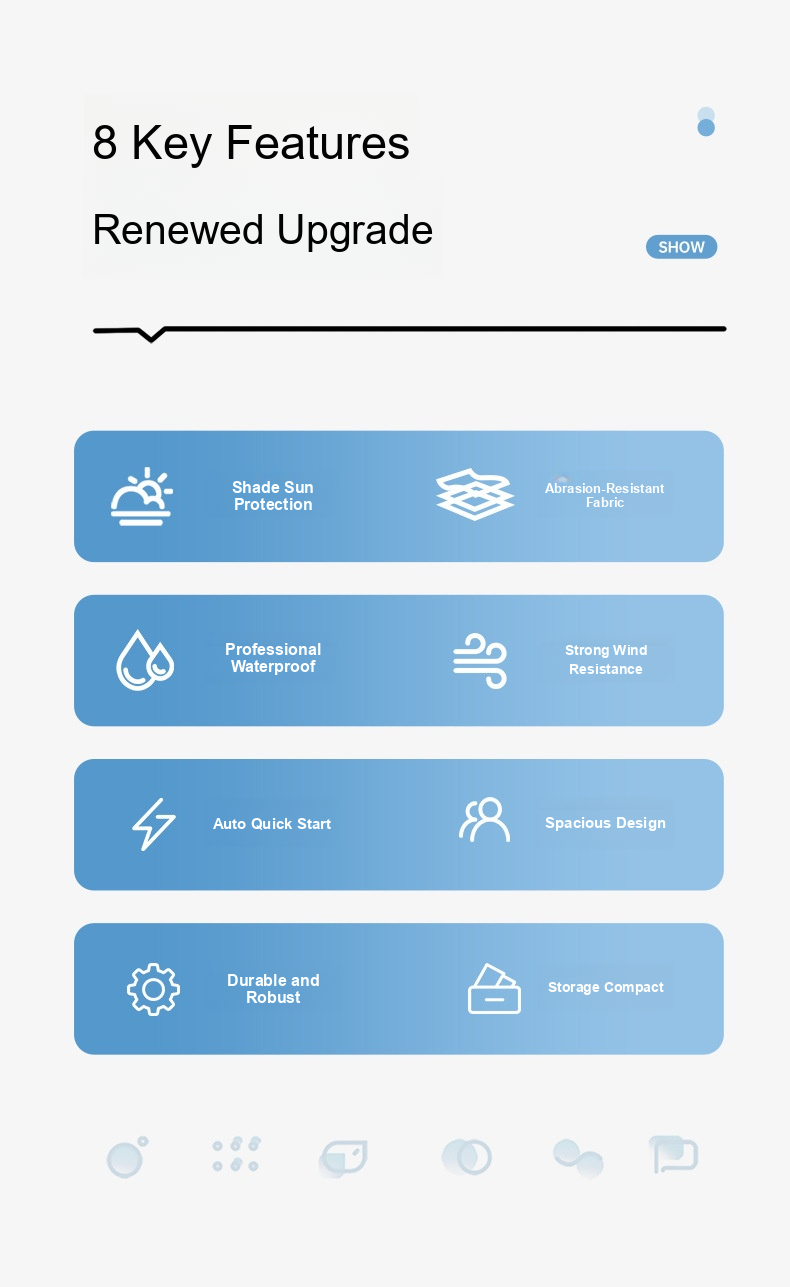 8 Key Features
Renewed Upgrade
SHOW
Shade Sun
Protection
Abrasion-Resistant
Fabric
Professional
Waterproof
Strong Wind
Resistance
Auto Quick Start
Spacious Design
Durable and
Robust
Storage Compact